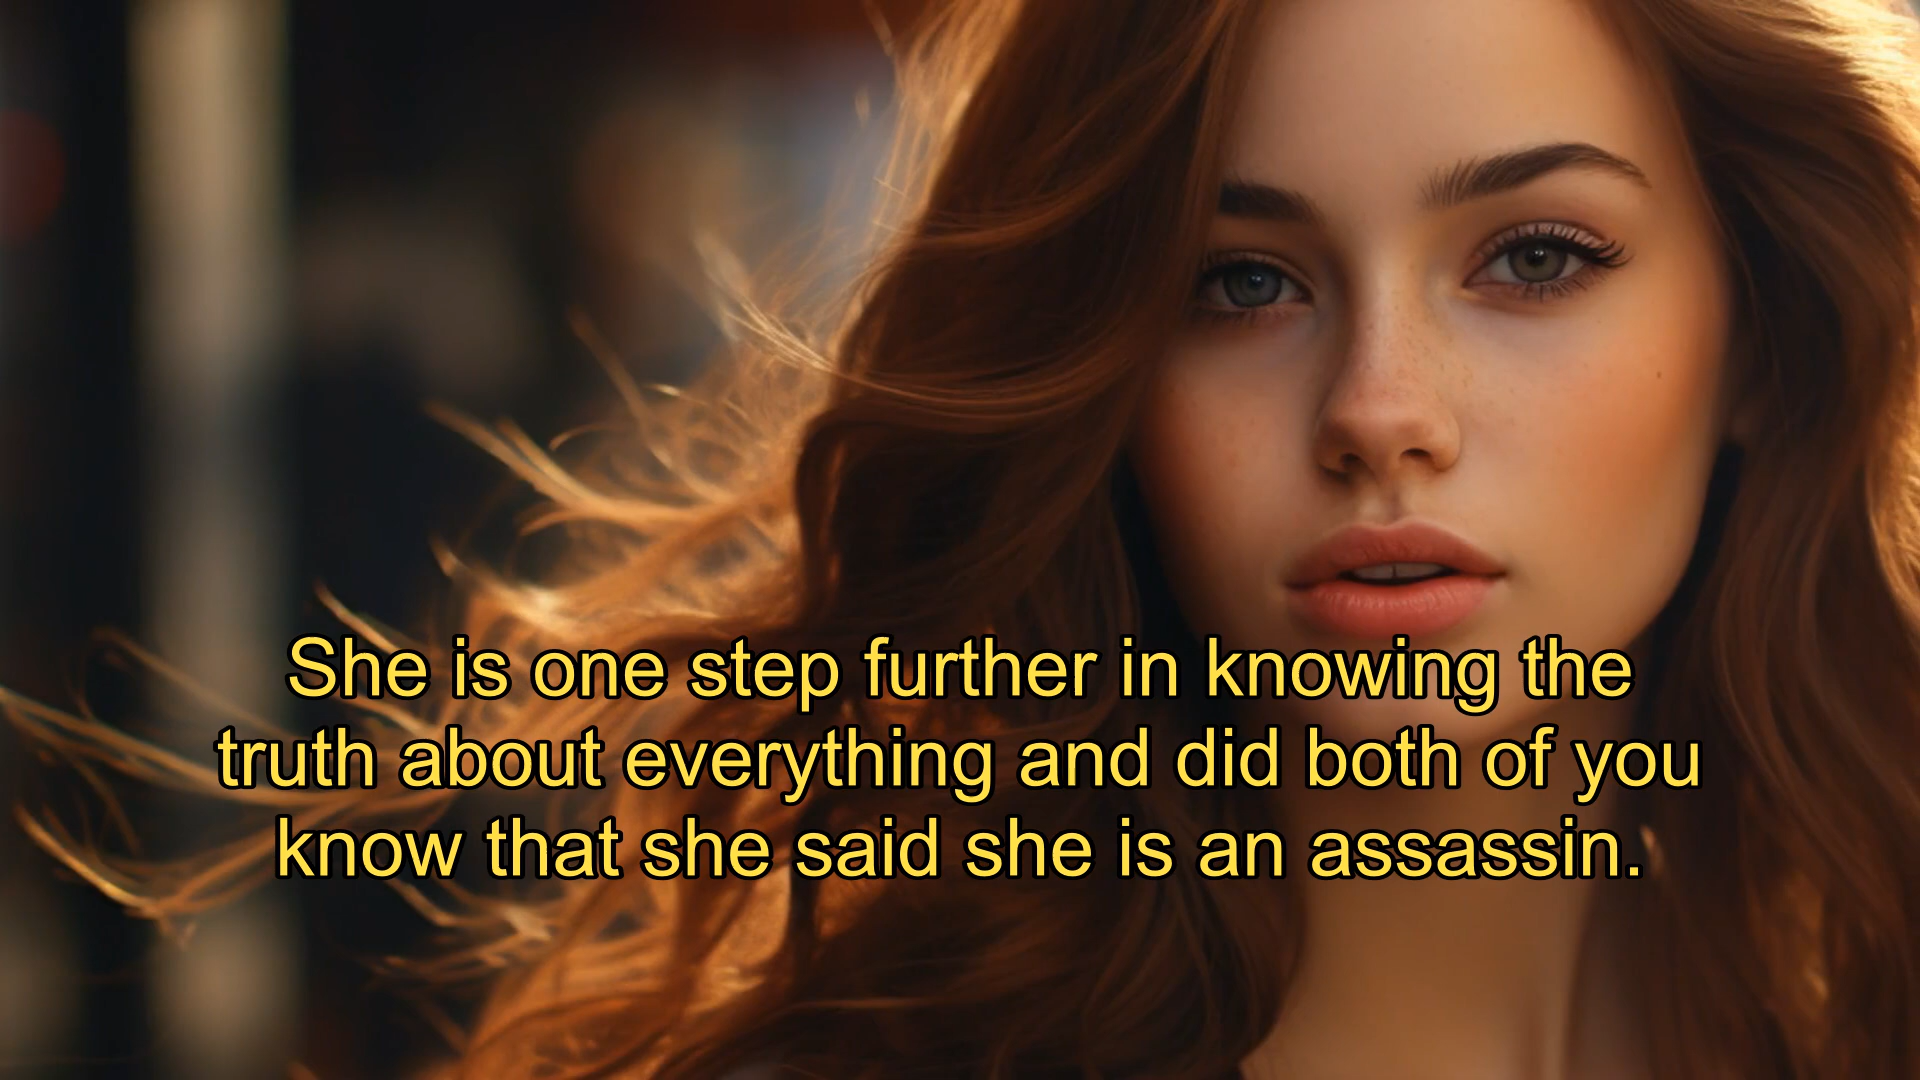 She is one step further in knowing the
truth about everything and did both of you
know that she said she is an assassin.